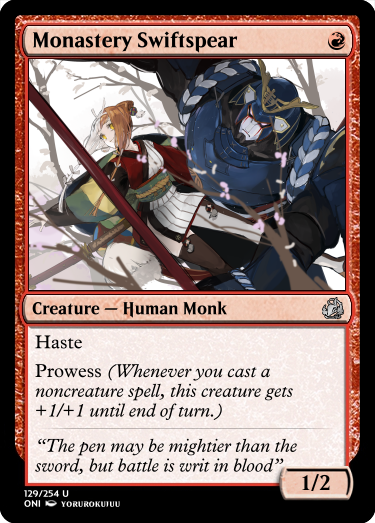 Monastery Swiftspear
Creature — Human Monk
Haste
Prowess (Whenever you cast a
noncreature spell, this creature gets
+1/+1 until end of turn.)
“The pen may be mightier than the
sword, but battle is writ in blood”
1/2
129/254 U
ONI YORUROKUJUU